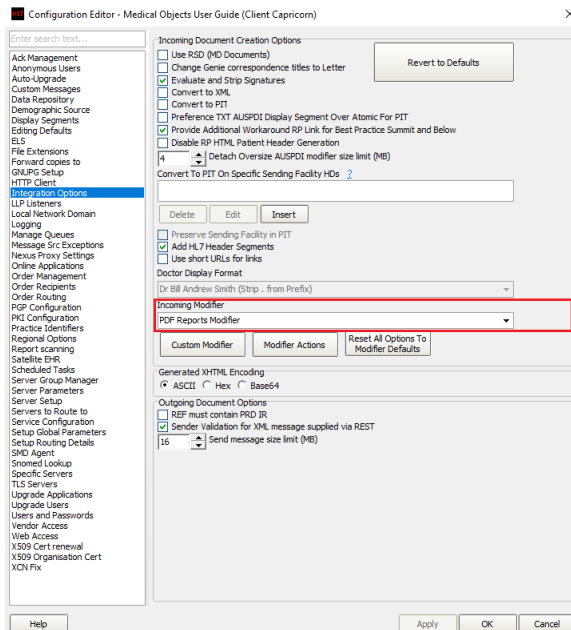 Configuration Editor - Medical Objects User Guide (Client Capricorn)
Enter search text...
Ack Management
Anonymous Users
Auto-Upgrade
Custom Messages
Data Repository
Demographic Source
Display Segments
Editing Defaults
ELS
File Extensions
Forward copies to
GNUPG Setup
HTTP Client
Integration Options
LLP Listeners
Local Network Domain
Logging
Manage Queues
Message Src Exceptions
Nexus Proxy Settings
Online Applications
Order Management
Order Recipients
Order Routing
PGP Configuration
PKI Configuration
Practice Identifiers
Regional Options
Report scanning
Satellite EHR
Scheduled Tasks
Server Group Manager
Server Parameters
Server Setup
Servers to Route to
Service Configuration
Setup Global Parameters
Setup Routing Details
SMD Agent
Snomed Lookup
Specific Servers
TLS Servers
Upgrade Applications
Upgrade Users
Users and Passwords
Vendor Access
Web Access
X509 Cert renewal
X509 Organisation Cert
XCN Fix
Incoming Document Creation Options
Use RSD (MD Documents)
Change Genie correspondence titles to Letter
Evaluate and Strip Signatures
Convert to XML
Convert to PIT
Preference TXT AUSPDI Display Segment Over Atomic For PIT
Provide Additional Workaround RP Link for Best Practice Summit and Below
Disable RP HTML Patient Header Generation
4 Detach Oversize AUSPDI modifier size limit (MB)
Convert To PIT On Specific Sending Facility HDs ?
Revert to Defaults
Delete Edit Insert
Preserve Sending Facility in PIT
Add HL7 Header Segments
Use short URLs for links
Doctor Display Format
Dr Bill Andrew Smith (Strip . from Prefix)
Incoming Modifier
PDF Reports Modifier
Custom Modifier Modifier Actions Reset All Options To
Modifier Defaults
Generated XHTML Encoding
ASCII Hex Base64
Outgoing Document Options
REF must contain PRD IR
Sender Validation for XML message supplied via REST
16 Send message size limit (MB)
Help Apply OK Cancel